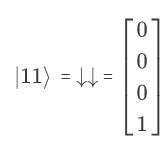 |11⟩ = ↓↓ = [0
0
0
1]